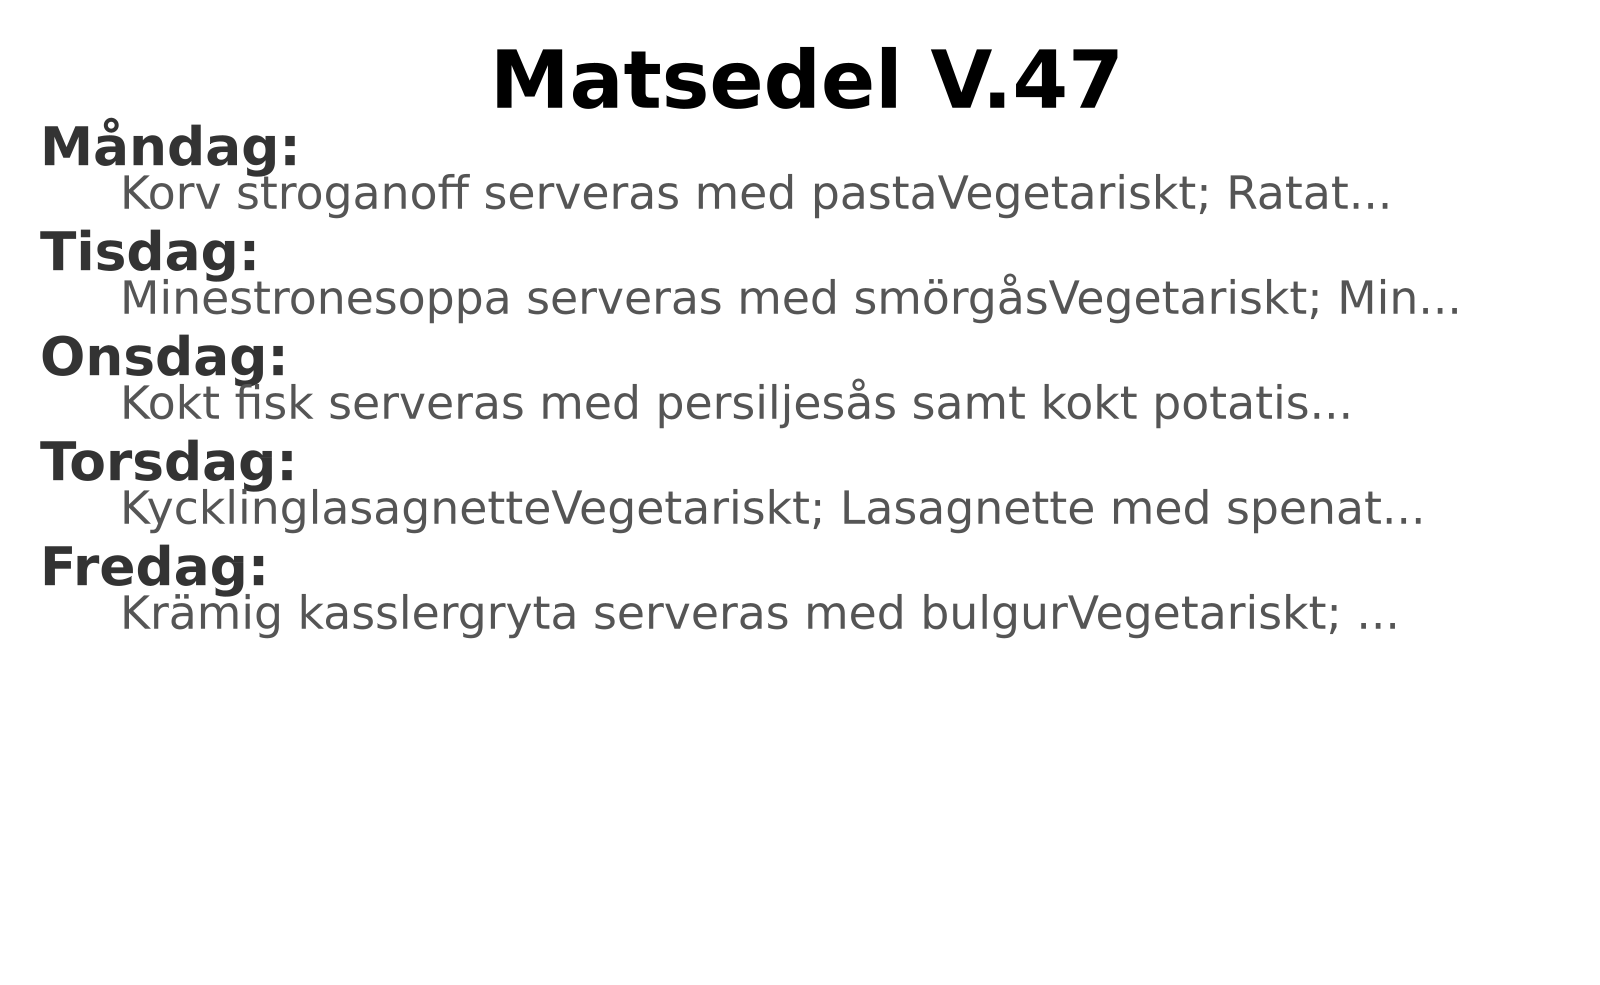 Matsedel V.47
Måndag:
Korv stroganoff serveras med pastaVegetariskt; Ratat...
Tisdag:
Minestronesoppa serveras med smörgåsVegetariskt; Min...
Onsdag:
Kokt fisk serveras med persiljesås samt kokt potatis...
Torsdag:
KycklinglasagnetteVegetariskt; Lasagnette med spenat...
Fredag:
Krämig kasslergryta serveras med bulgurVegetariskt; ...